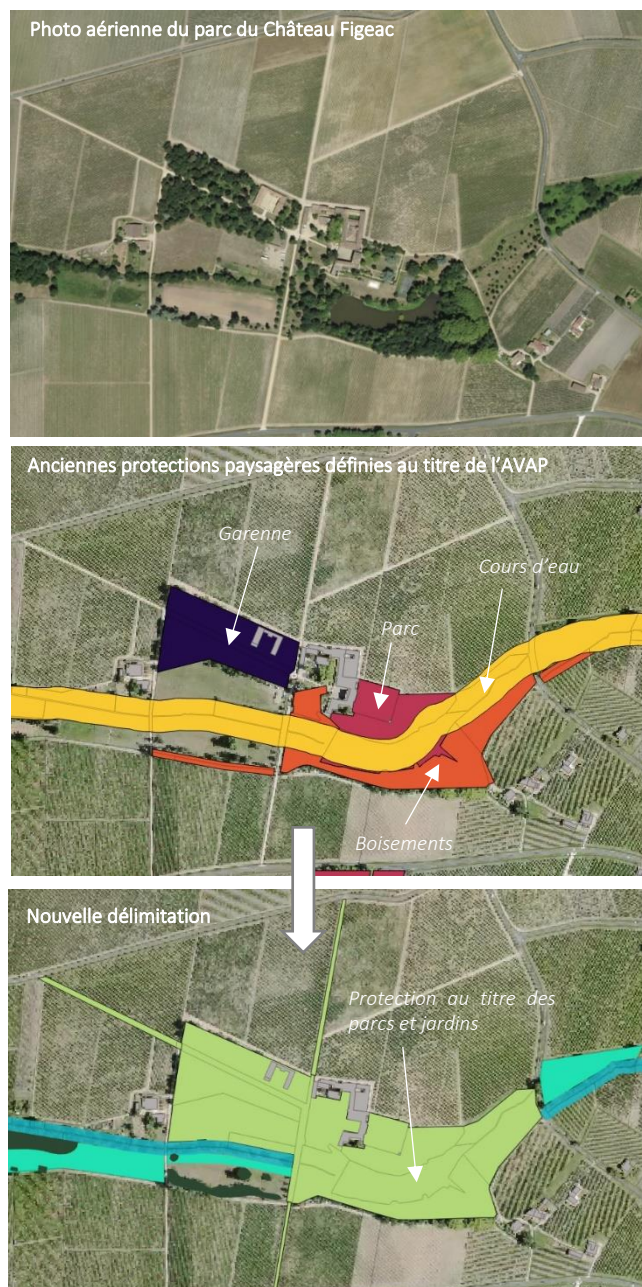 Photo aérienne du parc du Château Figeac
Anciennes protections paysagères définies au titre de l'AVAP
Garenne
Cours d'eau
Parc
Boisements
Nouvelle délimitation
Protection au titre des
parcs et jardins